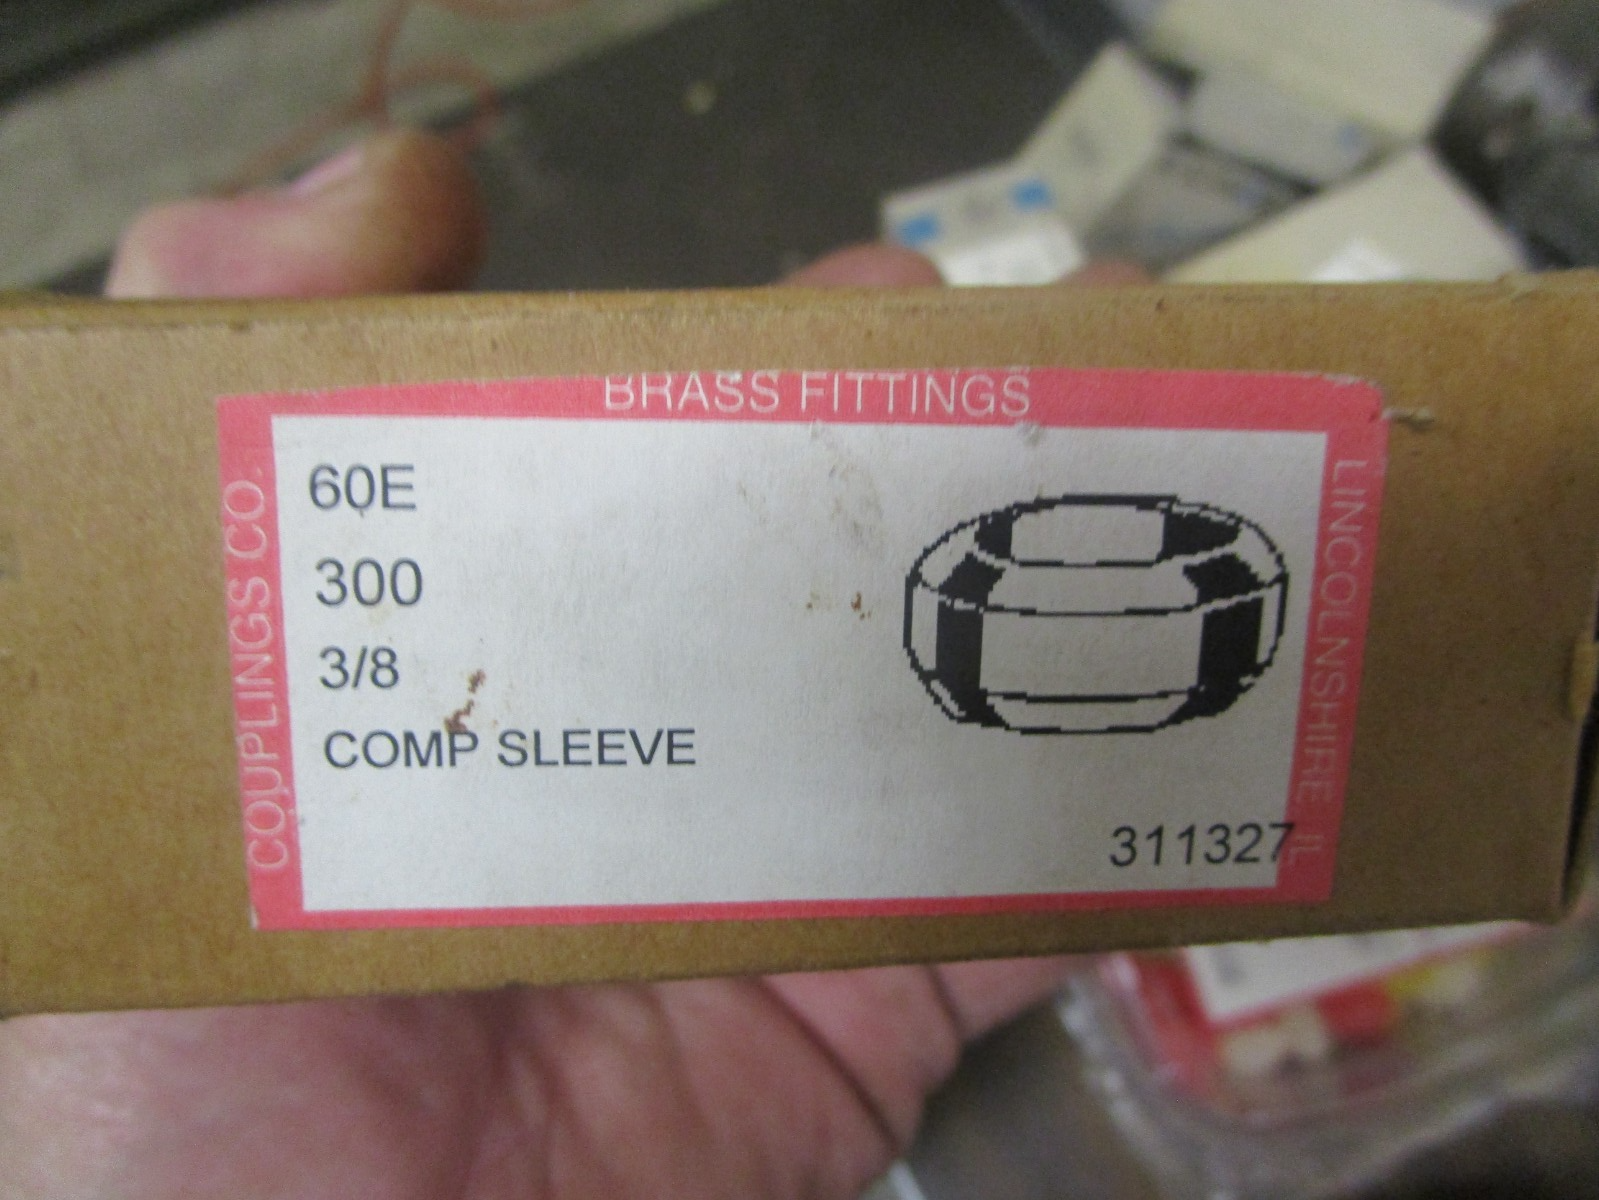 BRASS FITTINGS
COUPLINGS CO.
60E
300
3/8
COMP SLEEVE
311327
LINCOLNSHIRE IL